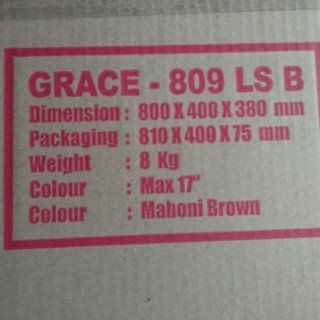 GRACE - 809 LS B
Dimension : 800 X 400 X 380 mm
Packaging : 810 X 400 X 75 mm
Weight : 8 Kg
Colour : Max 17"
Colour : Mahoni Brown